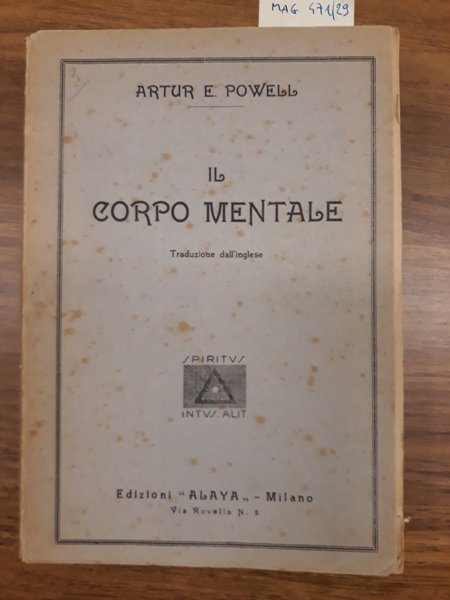 MAG 471/29
3
ARTUR E. POWELL
IL
CORPO MENTALE
Traduzione dall'inglese
SPIRITVS
INTVS. ALIT
Edizioni "ALAYA„ - Milano
Via Rovello N. 5